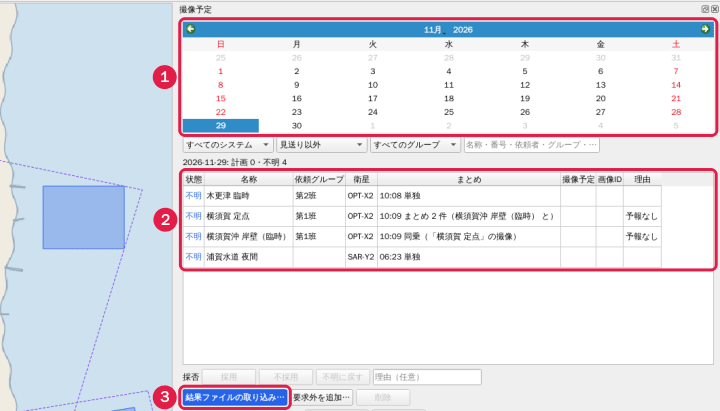 撮像予定
11月, 2026
日 月 火 水 木 金 土
25 26 27 28 29 30 31
1 2 3 4 5 6 7
8 9 10 11 12 13 14
15 16 17 18 19 20 21
22 23 24 25 26 27 28
29 30 1 2 3 4 5
1
すべてのシステム 見送り以外 すべてのグループ 名称・番号・依頼者・グループ・…
2026-11-29: 計画 0・不明 4
状態 名称 依頼グループ 衛星 まとめ 撮像予定 画像ID 理由
不明 木更津 臨時 第2班 OPT-X2 10:08 単独
2
不明 横須賀 定点 第1班 OPT-X2 10:09 まとめ 2 件（横須賀沖 岸壁（臨時） と） 予報なし
不明 横須賀沖 岸壁（臨時） 第1班 OPT-X2 10:09 同乗（「横須賀 定点」の撮像） 予報なし
不明 浦賀水道 夜間 SAR-Y2 06:23 単独
採否 採用 不採用 不明に戻す 理由（任意）
3
結果ファイルの取り込み… 要求外を追加… 削除